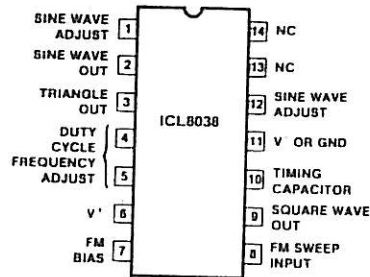 SINE WAVE
ADJUST
1
SINE WAVE
OUT
2
TRIANGLE
OUT
3
DUTY
CYCLE
FREQUENCY
ADJUST
4
5
V+
6
FM
BIAS
7
ICL8038
14 NC
13 NC
12 SINE WAVE
ADJUST
11 V- OR GND
10 TIMING
CAPACITOR
9 SQUARE WAVE
OUT
8 FM SWEEP
INPUT